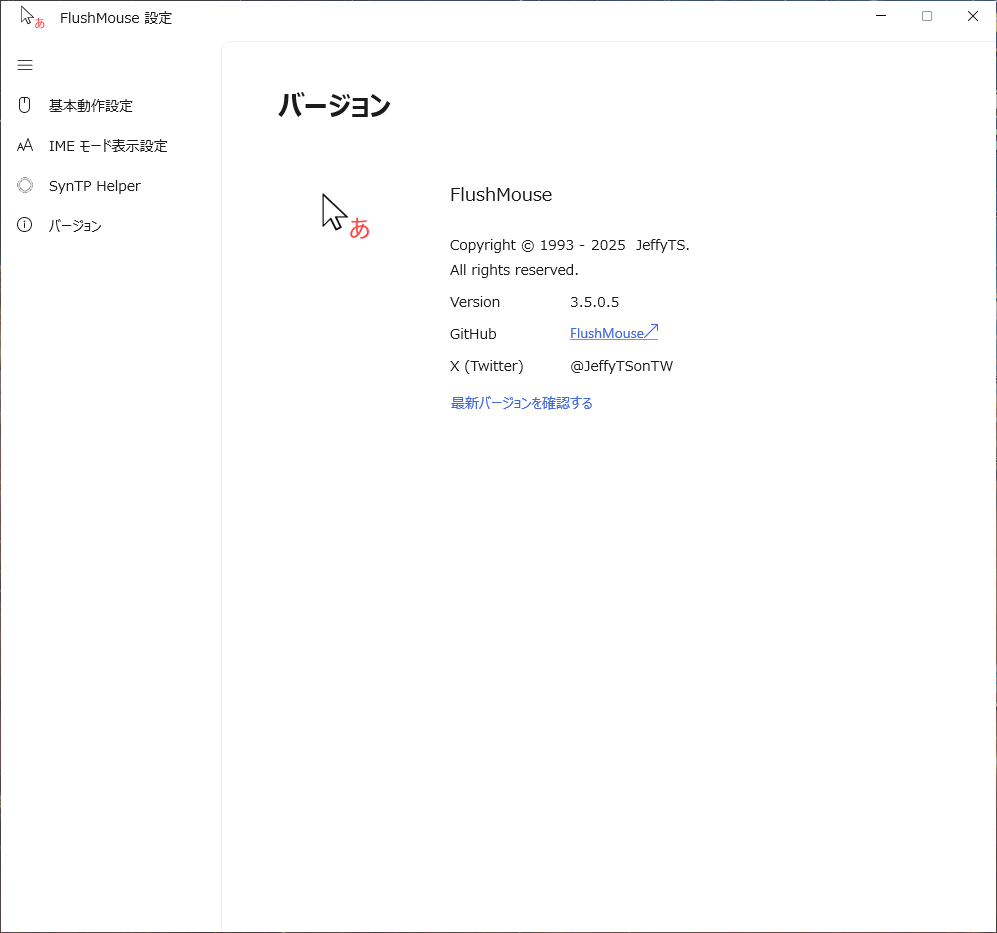 あ FlushMouse 設定
基本動作設定
AA IME モード表示設定
SynTP Helper
バージョン
バージョン
あ
FlushMouse
Copyright © 1993 - 2025 JeffyTS.
All rights reserved.
Version 3.5.0.5
GitHub FlushMouse
X (Twitter) @JeffyTSonTW
最新バージョンを確認する